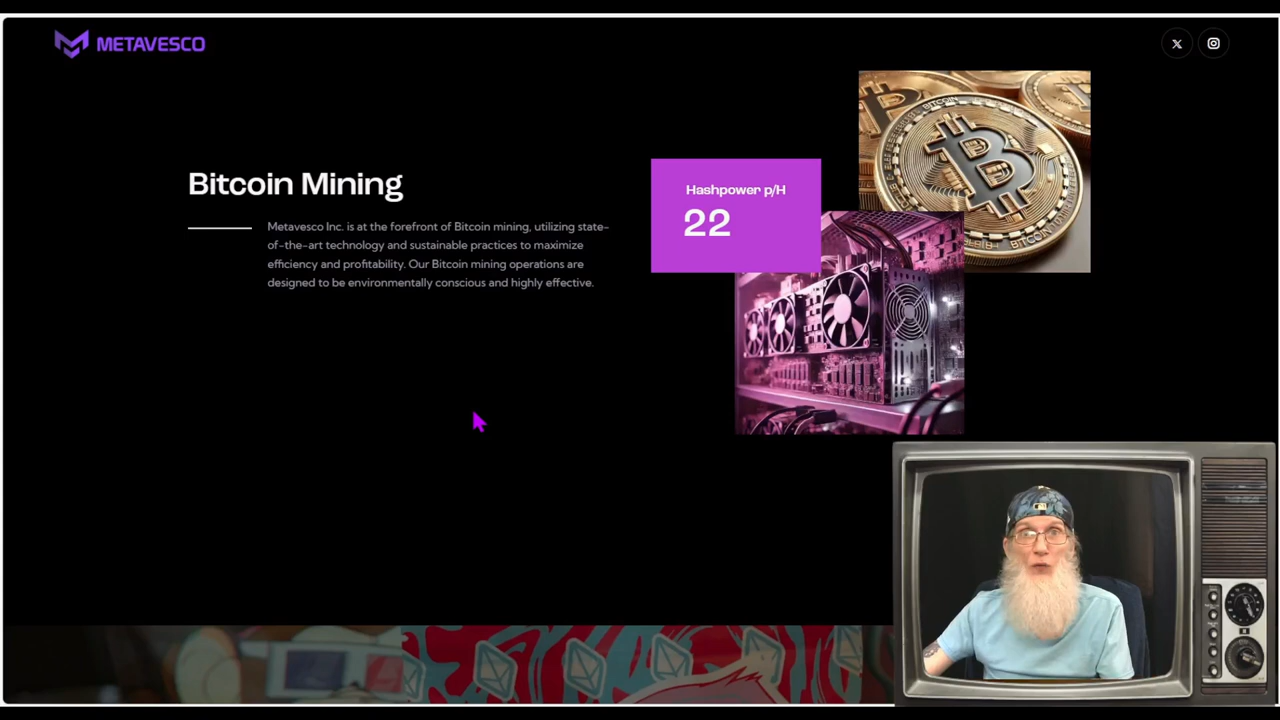 METAVESCO
Bitcoin Mining
Metavesco Inc. is at the forefront of Bitcoin mining, utilizing state-
of-the-art technology and sustainable practices to maximize
efficiency and profitability. Our Bitcoin mining operations are
designed to be environmentally conscious and highly effective.
Hashpower p/H
22
BITCOIN